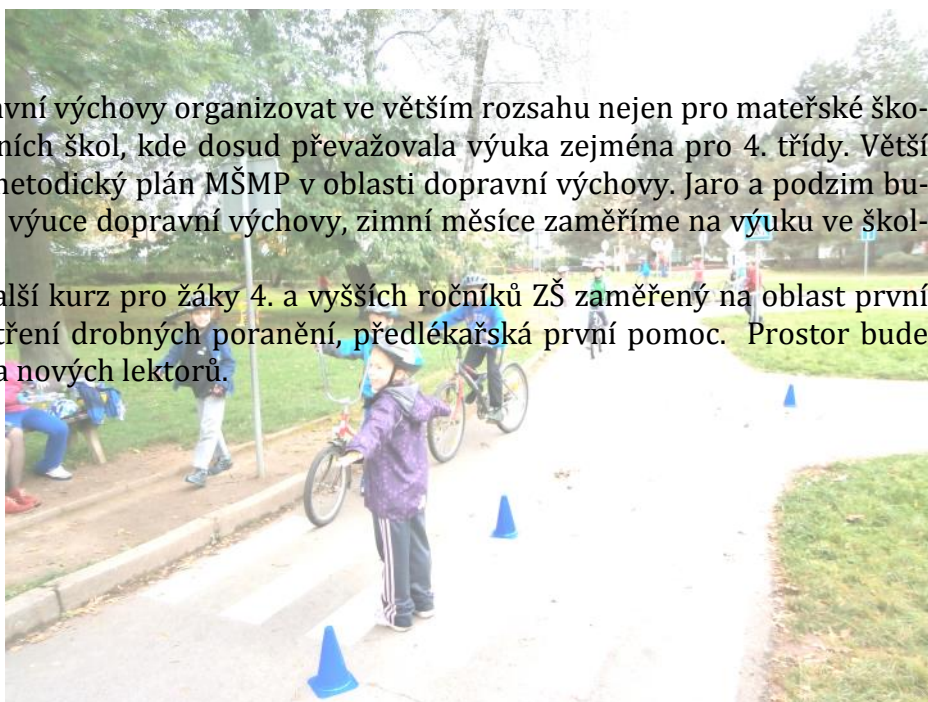 avní výchovy organizovat ve větším rozsahu nejen pro mateřské ško-
ních škol, kde dosud převažovala výuka zejména pro 4. třídy. Větší
metodický plán MŠMP v oblasti dopravní výchovy. Jaro a podzim bu-
výuce dopravní výchovy, zimní měsíce zaměříme na výuku ve škol-
alší kurz pro žáky 4. a vyšších ročníků ZŠ zaměřený na oblast první
tření drobných poranění, předlékařská první pomoc. Prostor bude
a nových lektorů.